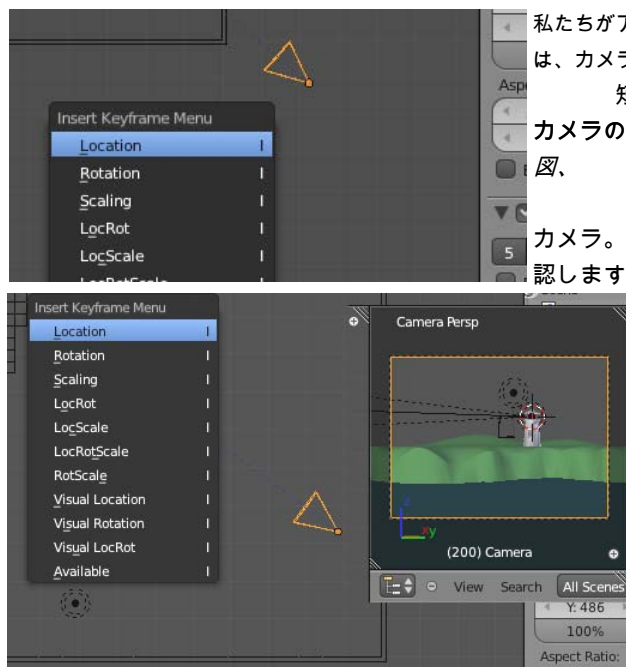 Insert Keyframe Menu
Location I
Rotation I
Scaling I
LocRot I
LocScale I
Asp
5
私たちが
は、カメラ
カメラの
図、
カメラ。
認します
Insert Keyframe Menu
Location I
Rotation I
Scaling I
LocRot I
LocScale I
LocRotScale I
RotScale I
Visual Location I
Visual Rotation I
Visual LocRot I
Available I
Camera Persp
z
xy
(200) Camera
View Search All Scenes
Y: 486
100%
Aspect Ratio: